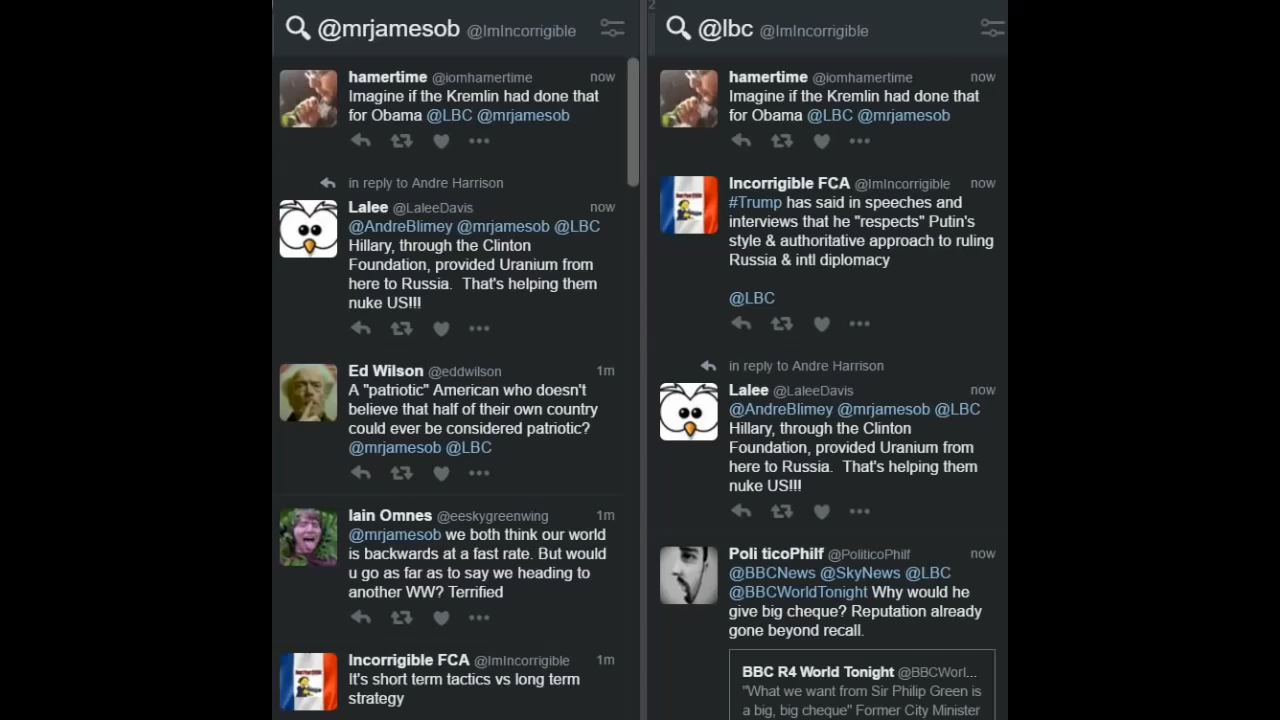 2
@mrjamesob @ImIncorrigible
hamertime @iomhamertime now
Imagine if the Kremlin had done that
for Obama @LBC @mrjamesob
in reply to Andre Harrison
Lalee @LaleeDavis now
@AndreBlimey @mrjamesob @LBC
Hillary, through the Clinton
Foundation, provided Uranium from
here to Russia.  That's helping them
nuke US!!!
Ed Wilson @eddwilson 1m
A "patriotic" American who doesn't
believe that half of their own country
could ever be considered patriotic?
@mrjamesob @LBC
Iain Omnes @eeskygreenwing 1m
@mrjamesob we both think our world
is backwards at a fast rate. But would
u go as far as to say we heading to
another WW? Terrified
Incorrigible FCA @ImIncorrigible 1m
It's short term tactics vs long term
strategy
@lbc @ImIncorrigible
hamertime @iomhamertime now
Imagine if the Kremlin had done that
for Obama @LBC @mrjamesob
Incorrigible FCA @ImIncorrigible now
#Trump has said in speeches and
interviews that he "respects" Putin's
style & authoritative approach to ruling
Russia & intl diplomacy
@LBC
in reply to Andre Harrison
Lalee @LaleeDavis now
@AndreBlimey @mrjamesob @LBC
Hillary, through the Clinton
Foundation, provided Uranium from
here to Russia.  That's helping them
nuke US!!!
Poli ticoPhilf @PoliticoPhilf now
@BBCNews @SkyNews @LBC
@BBCWorldTonight Why would he
give big cheque? Reputation already
gone beyond recall.
BBC R4 World Tonight @BBCWorl...
"What we want from Sir Philip Green is
a big, big cheque" Former City Minister